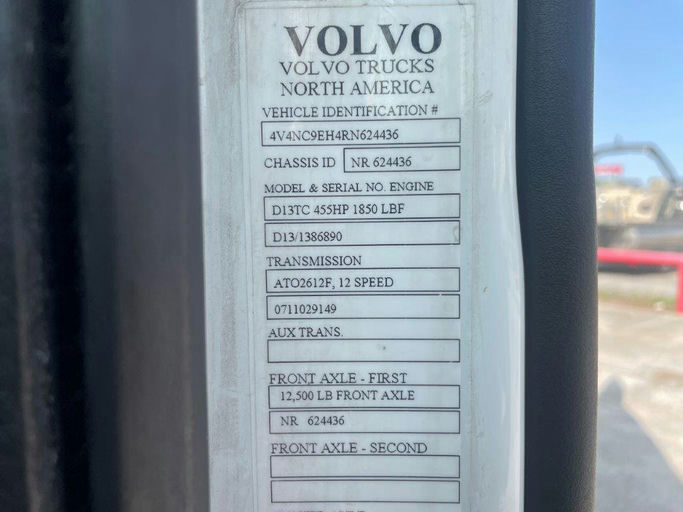 VOLVO
VOLVO TRUCKS
NORTH AMERICA
VEHICLE IDENTIFICATION #
4V4NC9EH4RN624436
CHASSIS ID NR 624436
MODEL & SERIAL NO. ENGINE
D13TC 455HP 1850 LBF
D13/1386890
TRANSMISSION
ATO2612F, 12 SPEED
0711029149
AUX TRANS.
FRONT AXLE - FIRST
12,500 LB FRONT AXLE
NR 624436
FRONT AXLE - SECOND